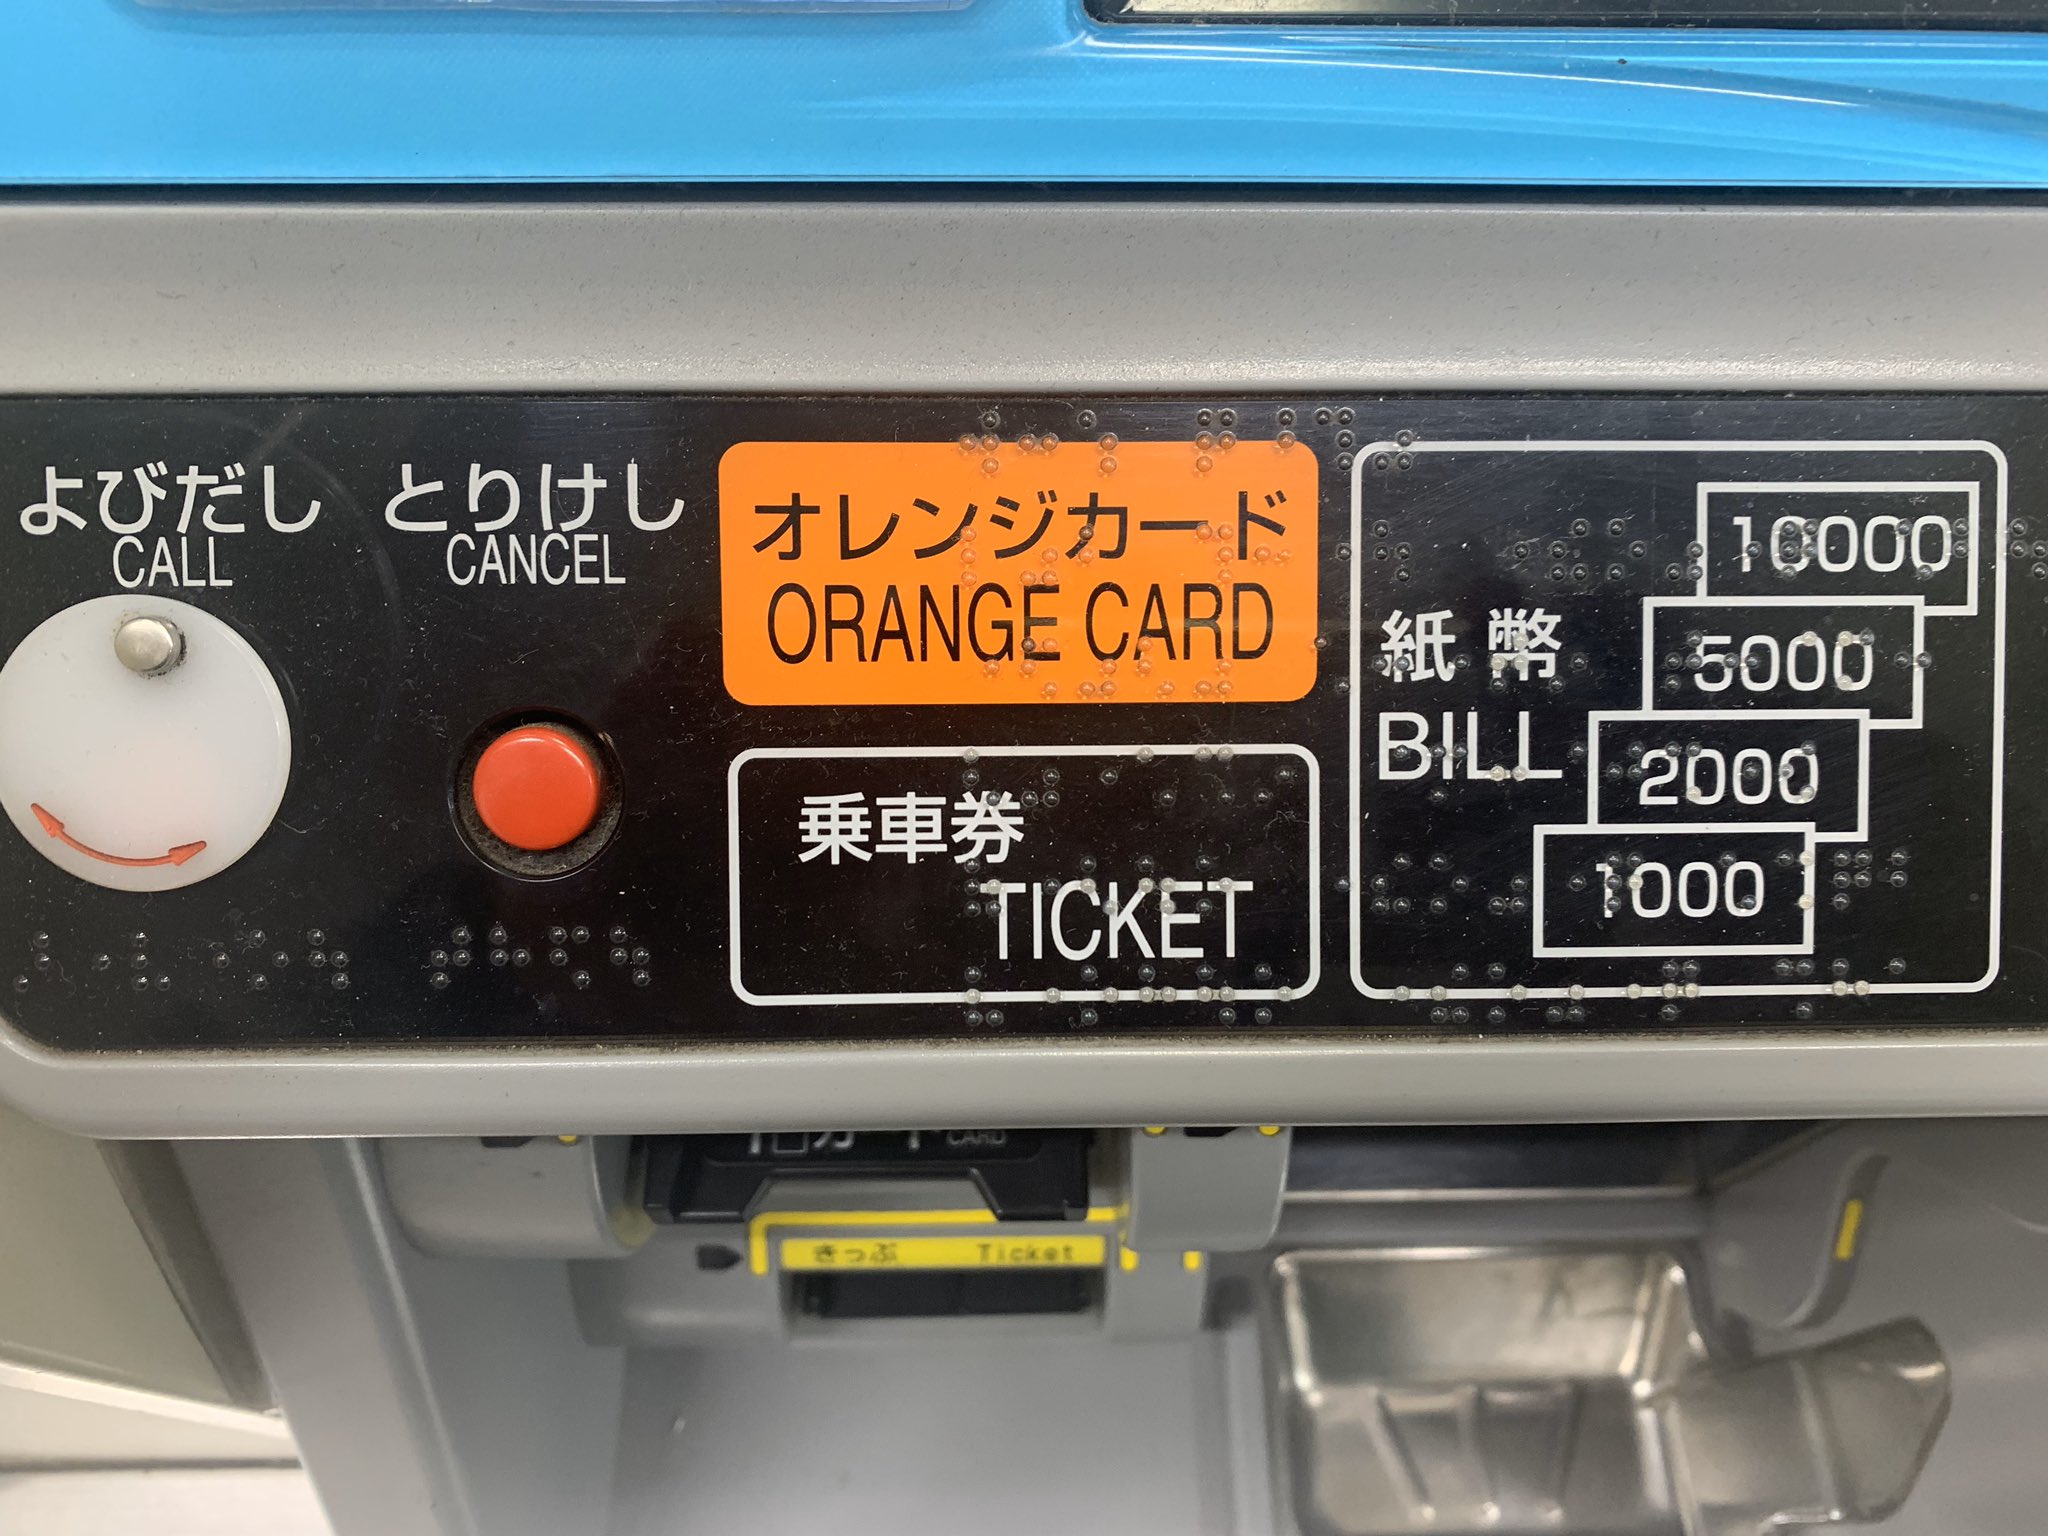 よびだし
CALL
とりけし
CANCEL
オレンジカード
ORANGE CARD
乗車券
TICKET
紙幣
BILL
10000
5000
2000
1000
CARD
きっぷ Ticket